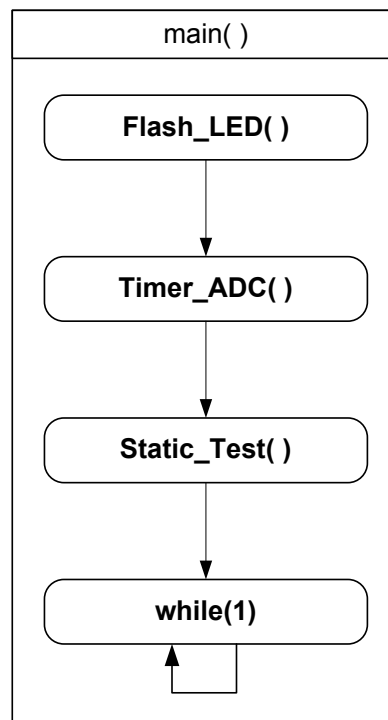 main( )
Flash_LED( )
Timer_ADC( )
Static_Test( )
while(1)